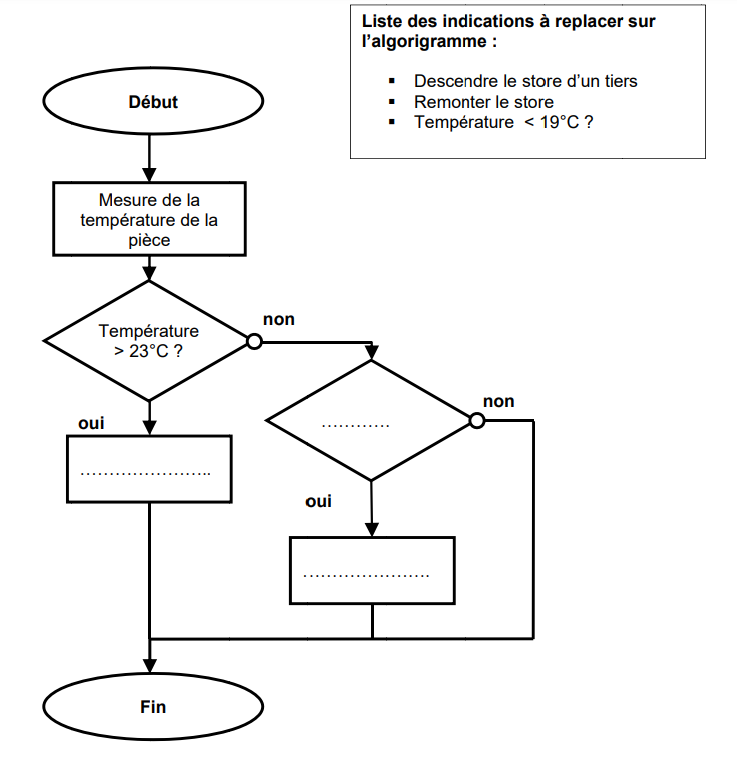 Liste des indications à replacer sur
l’algorigramme :
▪ Descendre le store d’un tiers
▪ Remonter le store
▪ Température < 19°C ?
Début
Mesure de la
température de la
pièce
Température
> 23°C ?
non
oui
…………………..
…………
non
oui
………………….
Fin